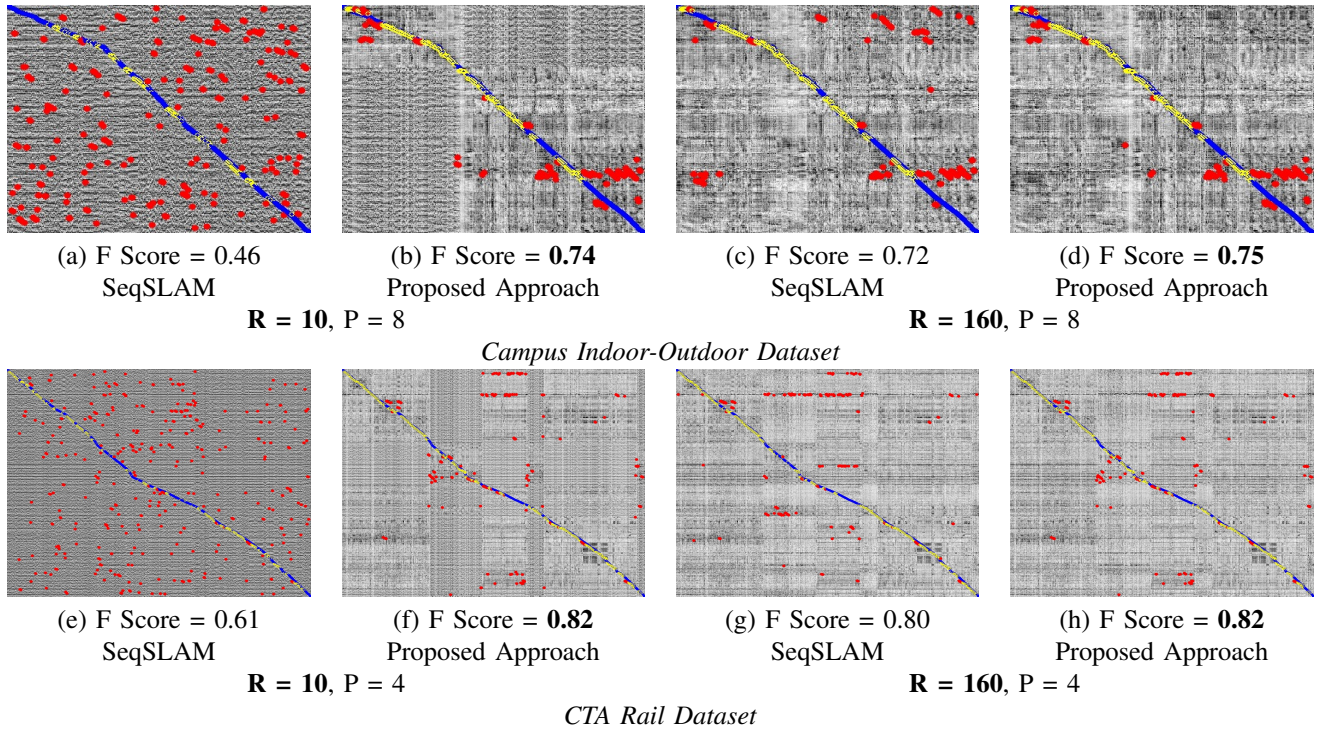 (a) F Score = 0.46 (b) F Score = 0.74 (c) F Score = 0.72 (d) F Score = 0.75
SeqSLAM Proposed Approach SeqSLAM Proposed Approach
R = 10, P = 8 R = 160, P = 8
Campus Indoor-Outdoor Dataset
(e) F Score = 0.61 (f) F Score = 0.82 (g) F Score = 0.80 (h) F Score = 0.82
SeqSLAM Proposed Approach SeqSLAM Proposed Approach
R = 10, P = 4 R = 160, P = 4
CTA Rail Dataset